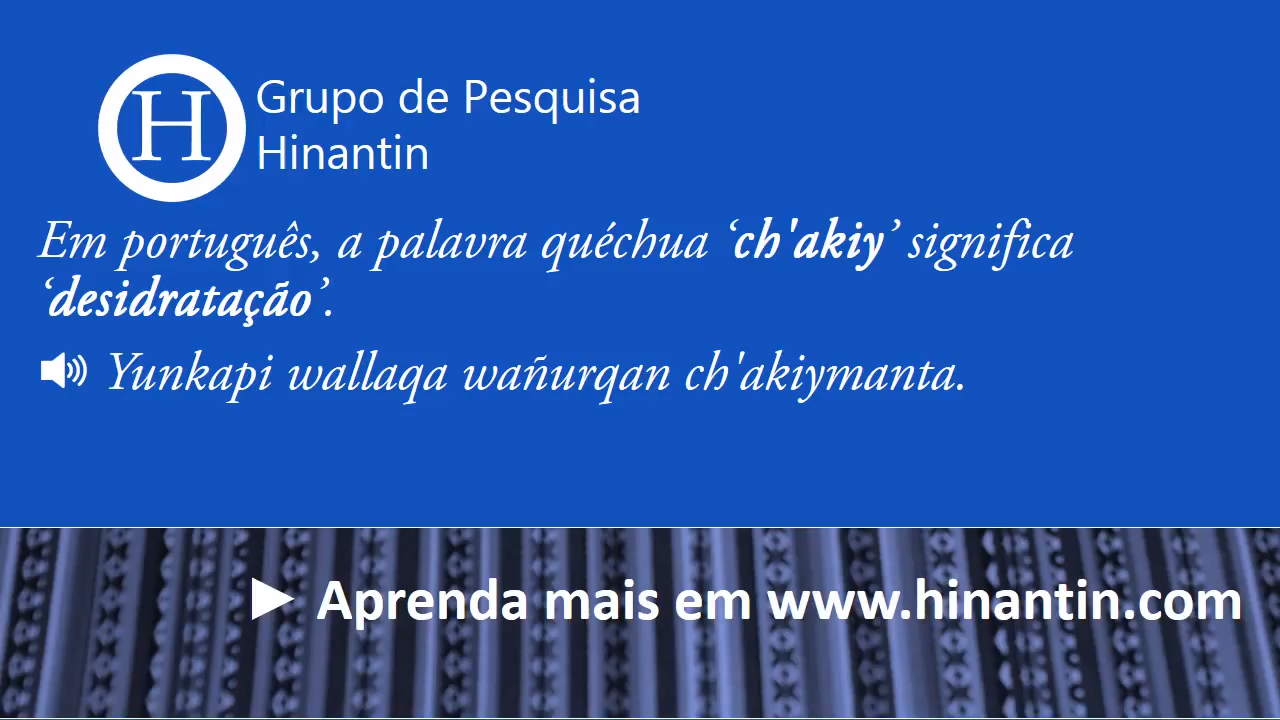 H
Grupo de Pesquisa
Hinantin
Em português, a palavra quéchua ‘ch'akiy’ significa
‘desidratação’.
Yunkapi wallaqa wañurqan ch'akiymanta.
Aprenda mais em www.hinantin.com